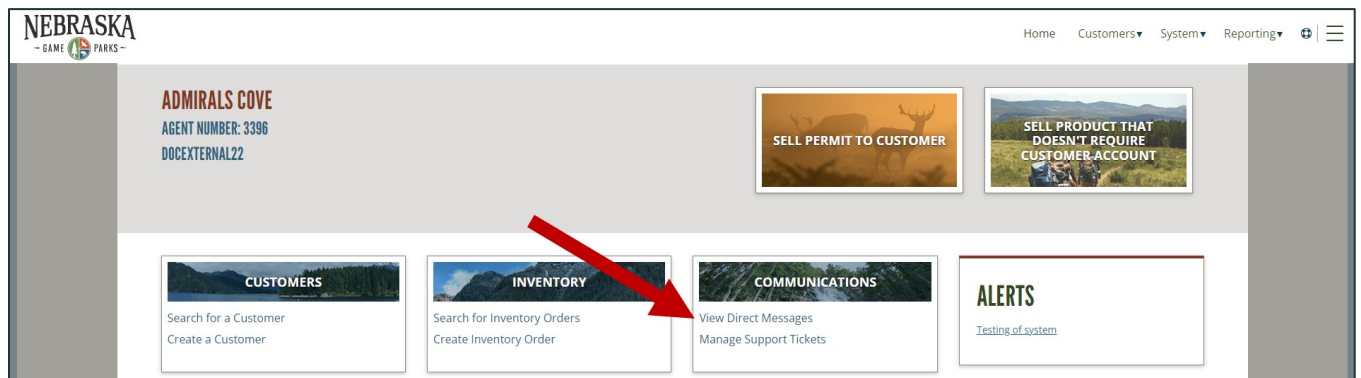 NEBRASKA
- GAME PARKS -
Home Customers▾ System▾ Reporting▾
ADMIRALS COVE
AGENT NUMBER: 3396
DOCEXTERNAL22
SELL PERMIT TO CUSTOMER
SELL PRODUCT THAT
DOESN'T REQUIRE
CUSTOMER ACCOUNT
CUSTOMERS
Search for a Customer
Create a Customer
INVENTORY
Search for Inventory Orders
Create Inventory Order
COMMUNICATIONS
View Direct Messages
Manage Support Tickets
ALERTS
Testing of system